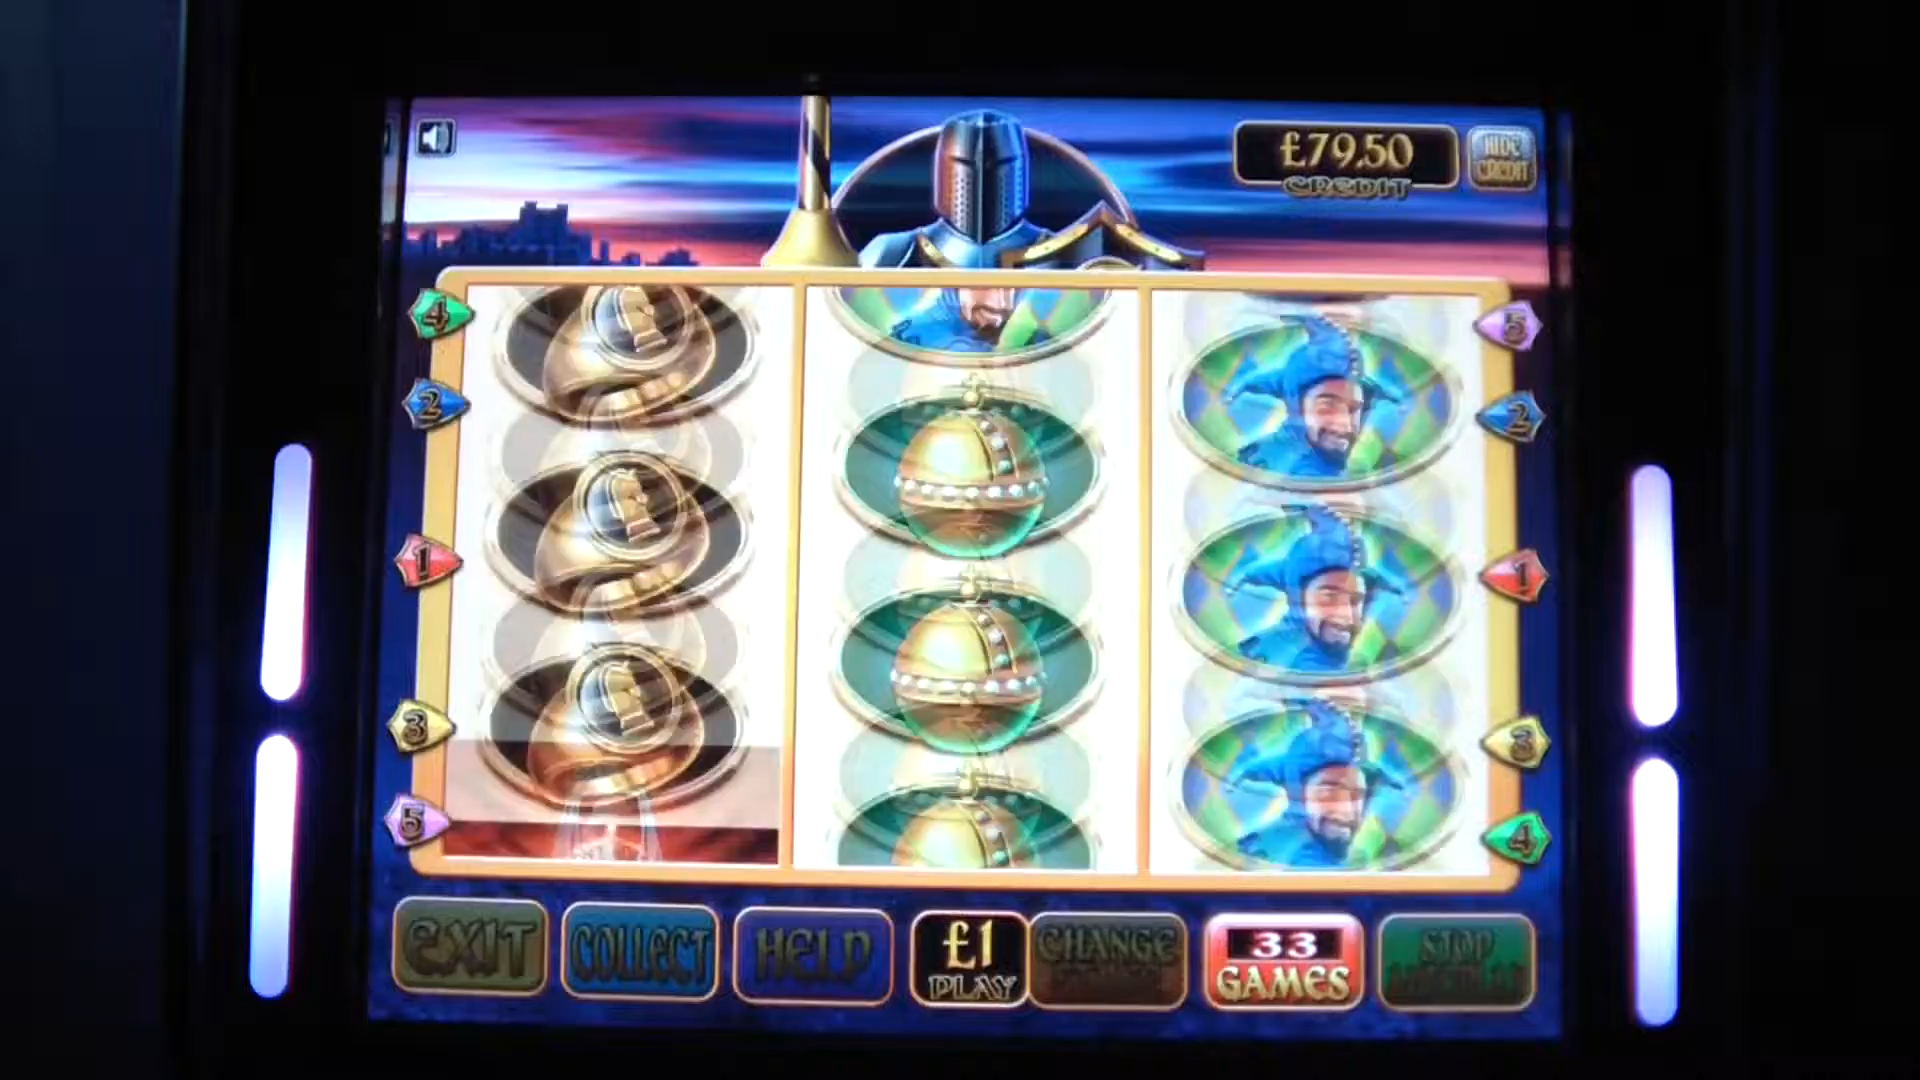 £79.50
HIDE
CREDIT
CREDIT
4
5
2
2
1
1
3
3
5
4
EXIT
COLLECT
HELP
£1
PLAY
CHANGE
33
GAMES
STOP